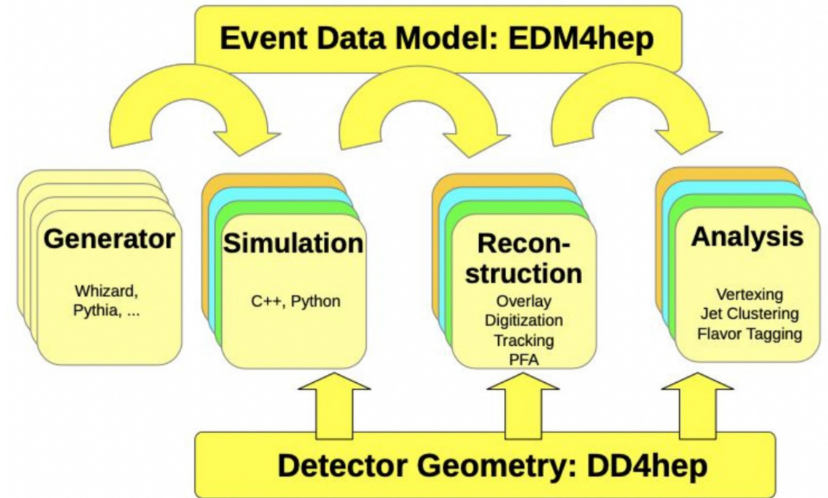 Event Data Model: EDM4hep
Generator
Whizard,
Pythia, ...
Simulation
C++, Python
Recon-
struction
Overlay
Digitization
Tracking
PFA
Analysis
Vertexing
Jet Clustering
Flavor Tagging
Detector Geometry: DD4hep